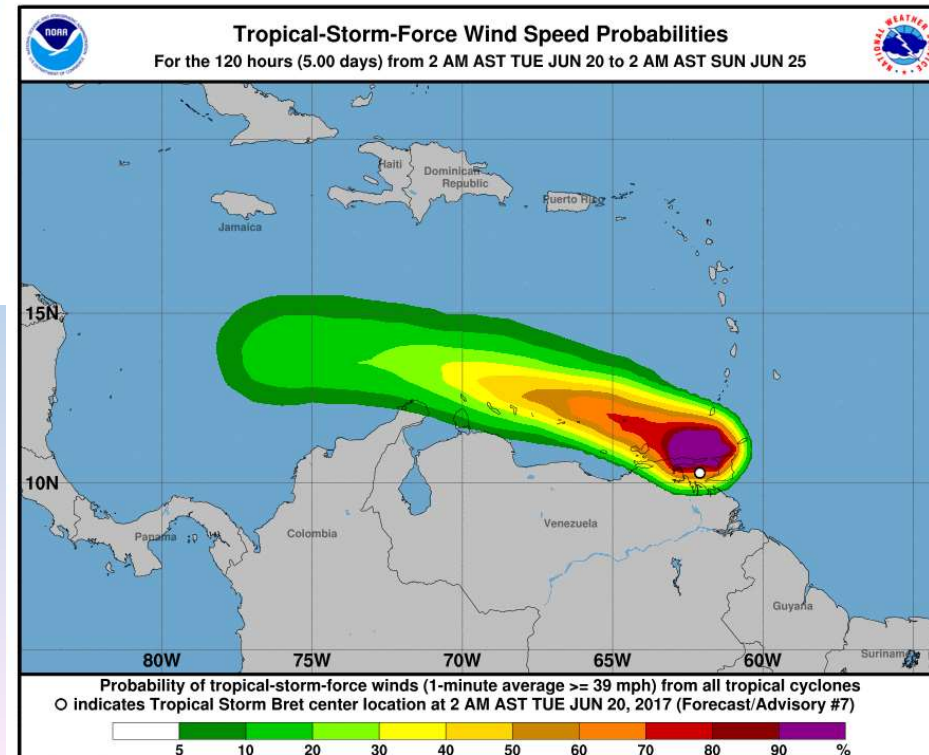 NOAA
Tropical-Storm-Force Wind Speed Probabilities
For the 120 hours (5.00 days) from 2 AM AST TUE JUN 20 to 2 AM AST SUN JUN 25
NATIONAL WEATHER SERVICE
Haiti
Dominican
Republic
Puerto Rico
Jamaica
15N
10N
Panama
Colombia
Venezuela
Guyana
Suriname
80W 75W 70W 65W 60W
Probability of tropical-storm-force winds (1-minute average >= 39 mph) from all tropical cyclones
O indicates Tropical Storm Bret center location at 2 AM AST TUE JUN 20, 2017 (Forecast/Advisory #7)
5 10 20 30 40 50 60 70 80 90 %